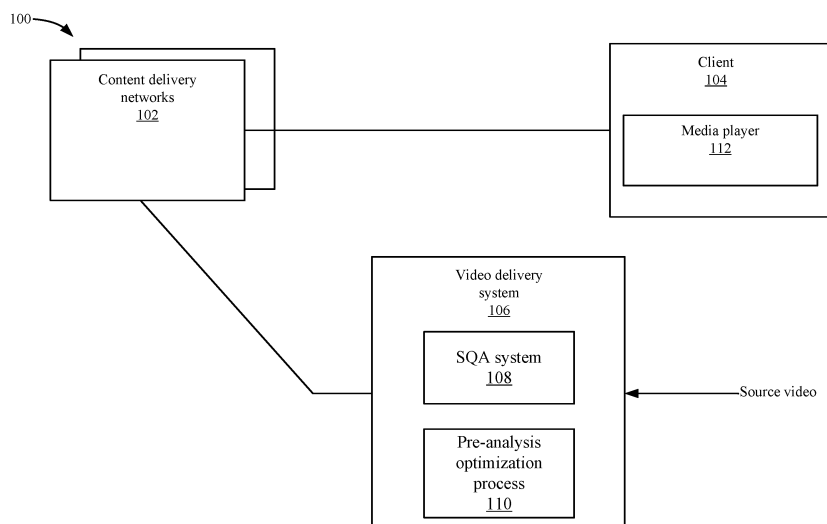 100
Content delivery
networks
102
Client
104
Media player
112
Video delivery
system
106
SQA system
108
Source video
Pre-analysis
optimization
process
110